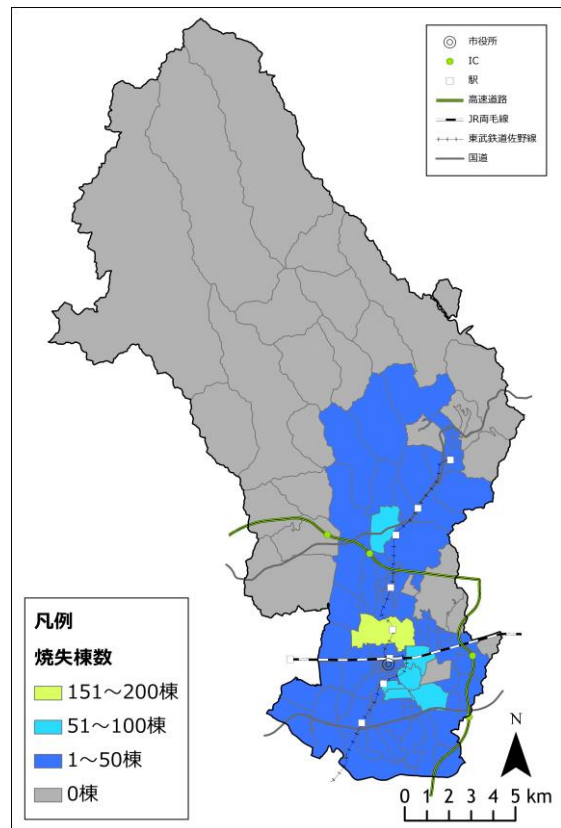 市役所
IC
駅
高速道路
JR両毛線
東武鉄道佐野線
国道
凡例
焼失棟数
151～200棟
51～100棟
1～50棟
0棟
N
0 1 2 3 4 5 km